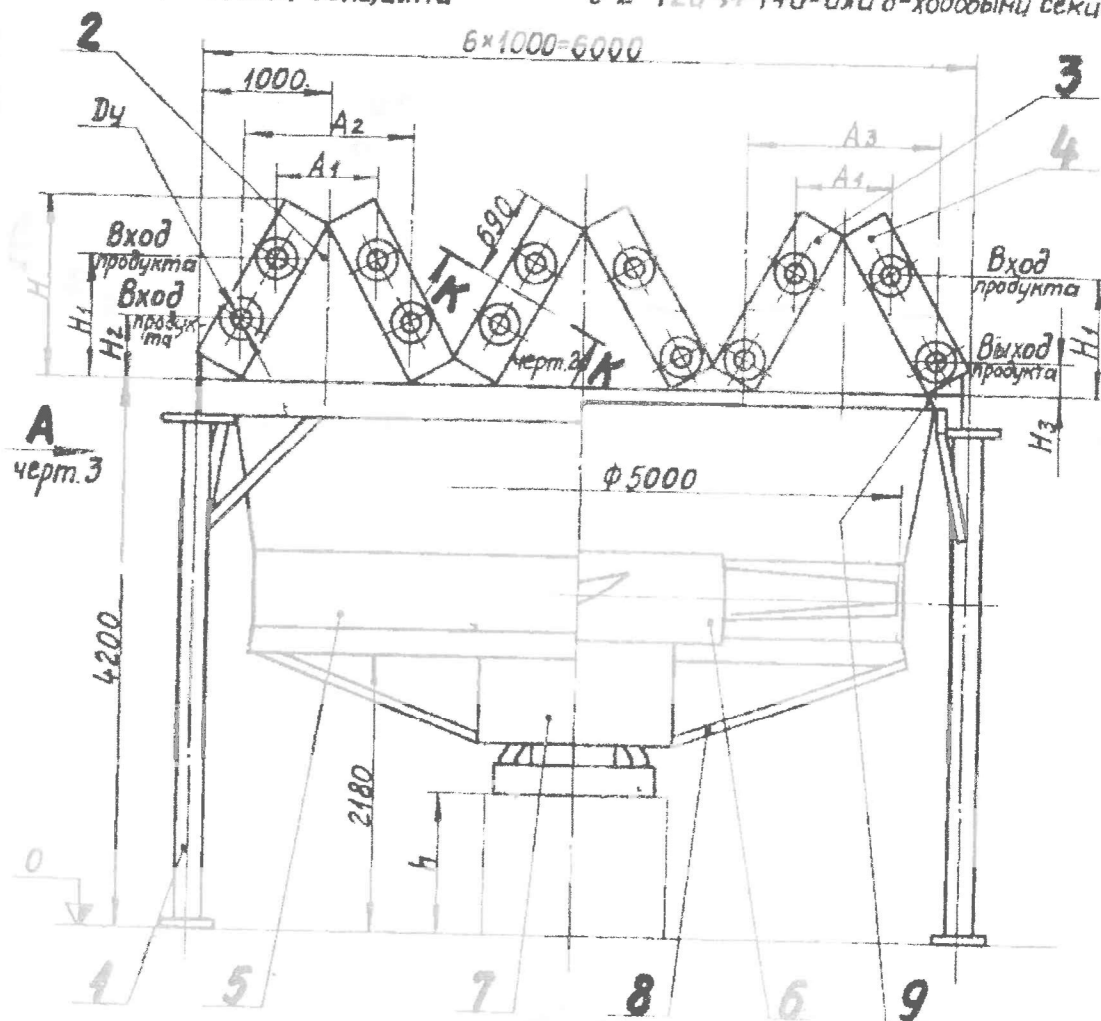 6×1000=6000
2
1000
3
Dу
A2
A3
4
A1
A1
690
Вход
продукта
К
Вход
продукта
H
H1
Вход
продук-
та
H2
H1
черт.2
К
Выход
продукта
H3
А
черт.3
Ф5000
4200
2180
h
0
1
5
7
8
6
9